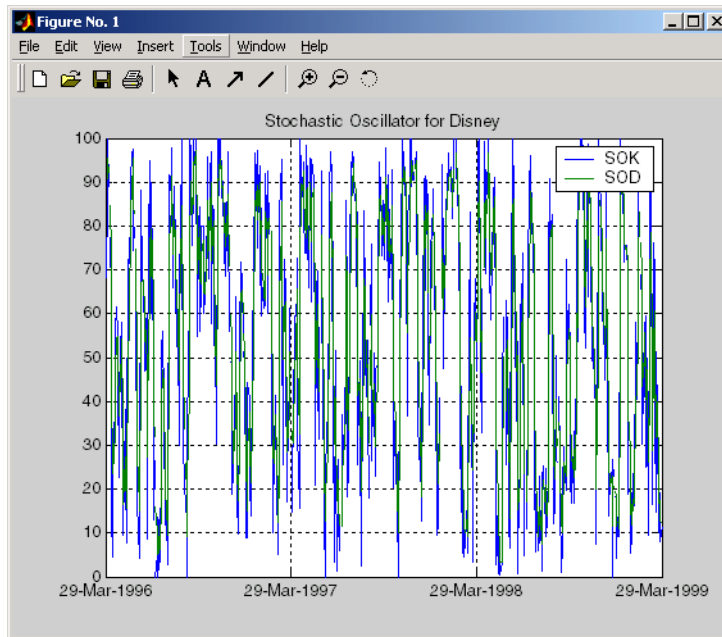 Figure No. 1
File Edit View Insert Tools Window Help
A
Stochastic Oscillator for Disney
100
90
80
70
60
50
40
30
20
10
0
SOK
SOD
29-Mar-1996 29-Mar-1997 29-Mar-1998 29-Mar-1999